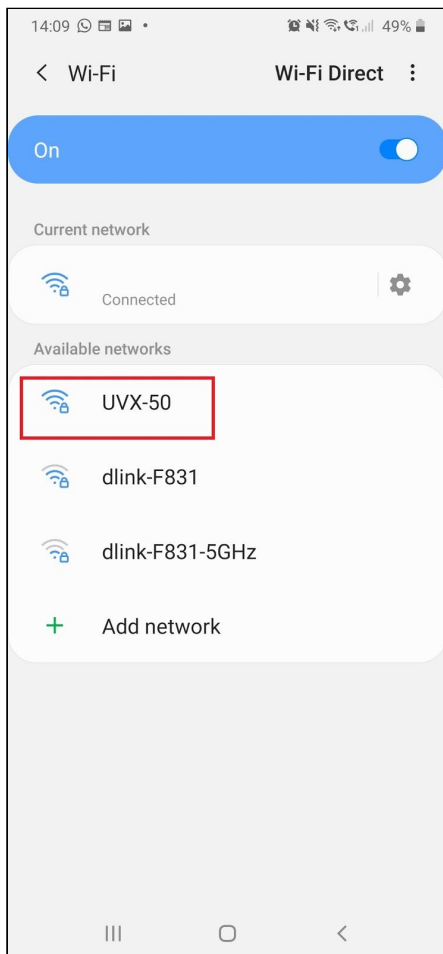 14:09 49%
Wi-Fi Wi-Fi Direct
On
Current network
Connected
Available networks
UVX-50
dlink-F831
dlink-F831-5GHz
+ Add network